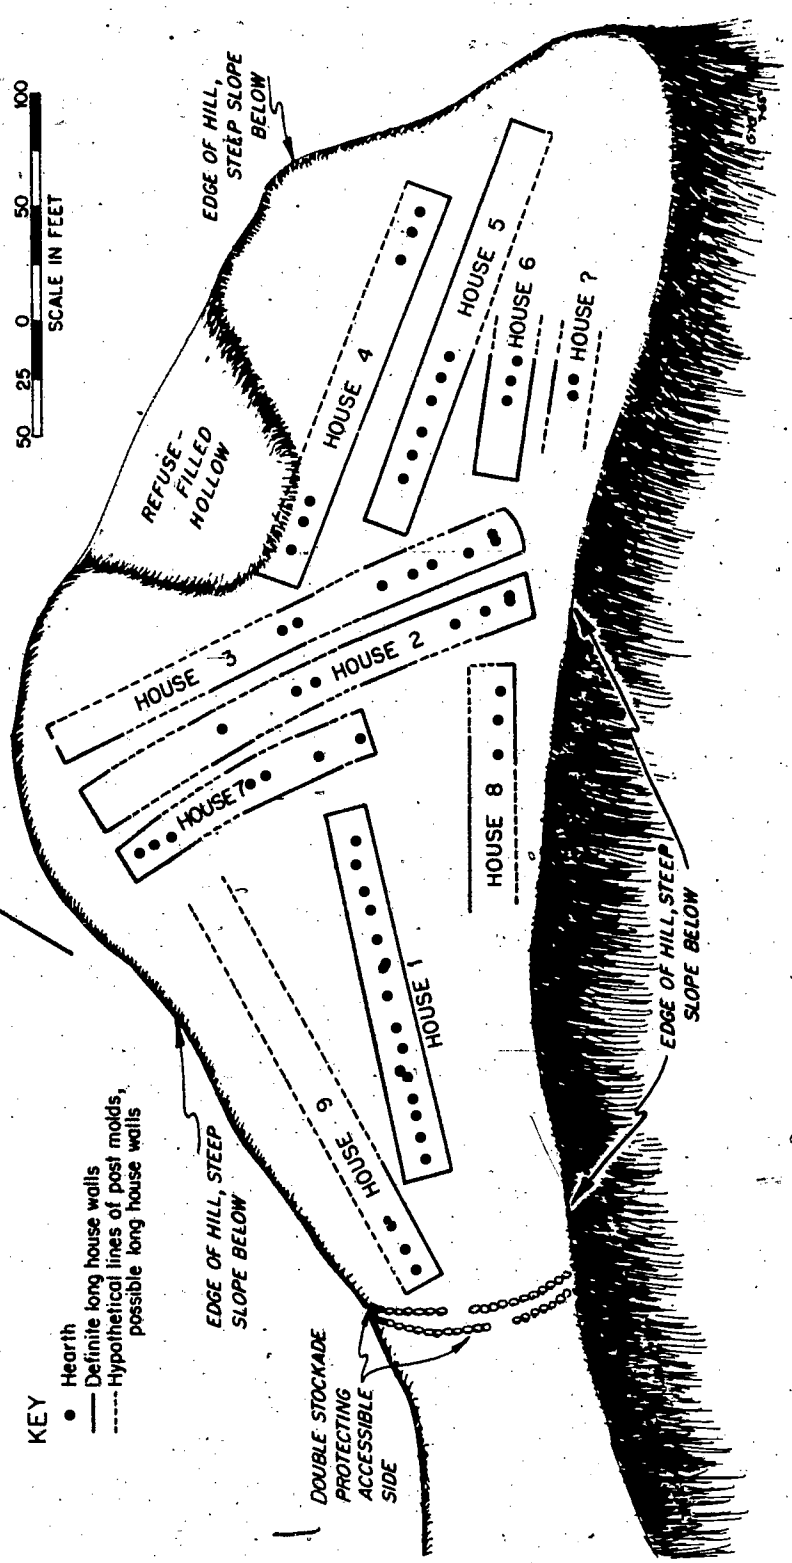 KEY
Hearth
Definite long house walls
Hypothetical lines of post molds,
possible long house walls
50 25 0 50 100
SCALE IN FEET
EDGE OF HILL,
STEEP SLOPE
BELOW
REFUSE-
FILLED
HOLLOW
EDGE OF HILL, STEEP
SLOPE BELOW
DOUBLE STOCKADE
PROTECTING
ACCESSIBLE
SIDE
HOUSE 9
HOUSE 1
HOUSE 7
HOUSE 3
HOUSE 2
HOUSE 8
HOUSE 4
HOUSE 5
HOUSE 6
HOUSE ?
EDGE OF HILL, STEEP
SLOPE BELOW